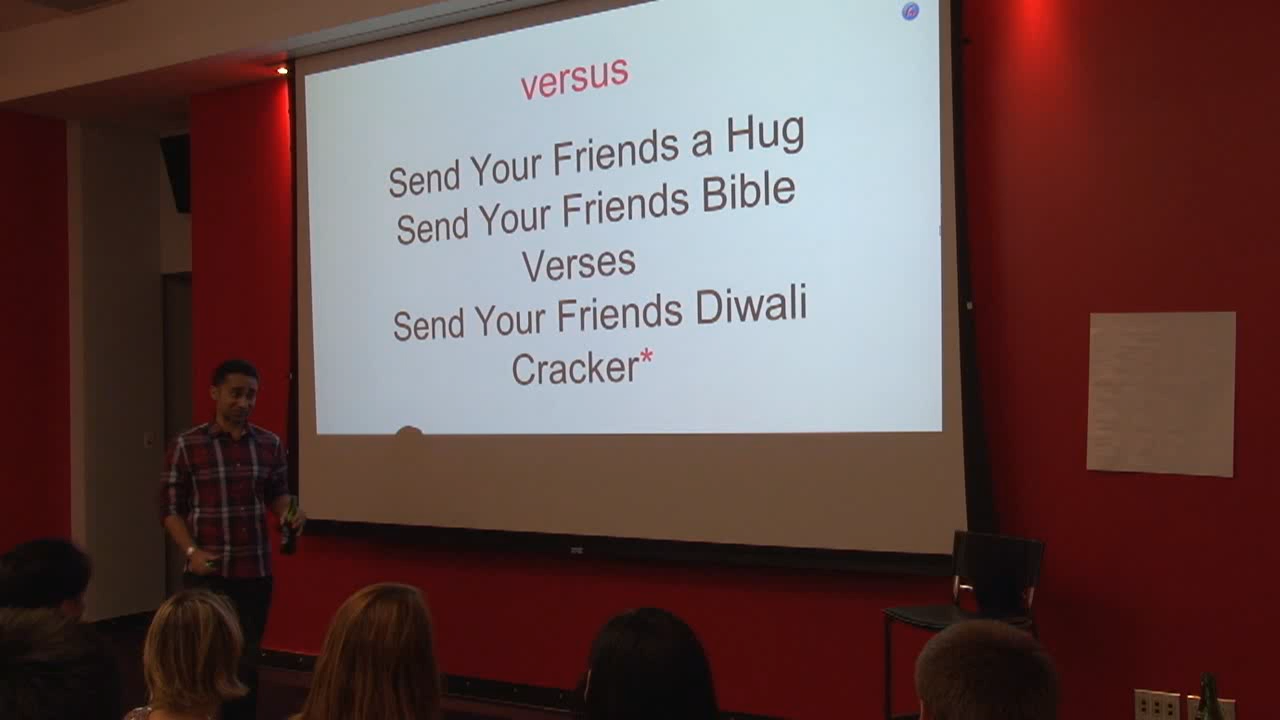 versus
Send Your Friends a Hug
Send Your Friends Bible
Verses
Send Your Friends Diwali
Cracker*